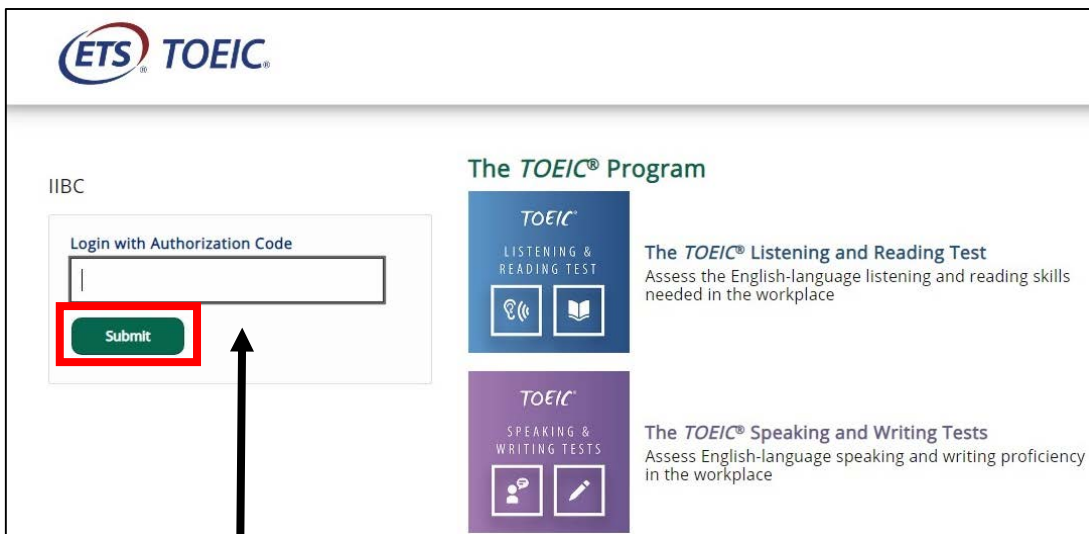 ETS® TOEIC®
IIBC
Login with Authorization Code
Submit
The TOEIC® Program
TOEIC®
LISTENING &
READING TEST
The TOEIC® Listening and Reading Test
Assess the English-language listening and reading skills
needed in the workplace
TOEIC®
SPEAKING &
WRITING TESTS
The TOEIC® Speaking and Writing Tests
Assess English-language speaking and writing proficiency
in the workplace